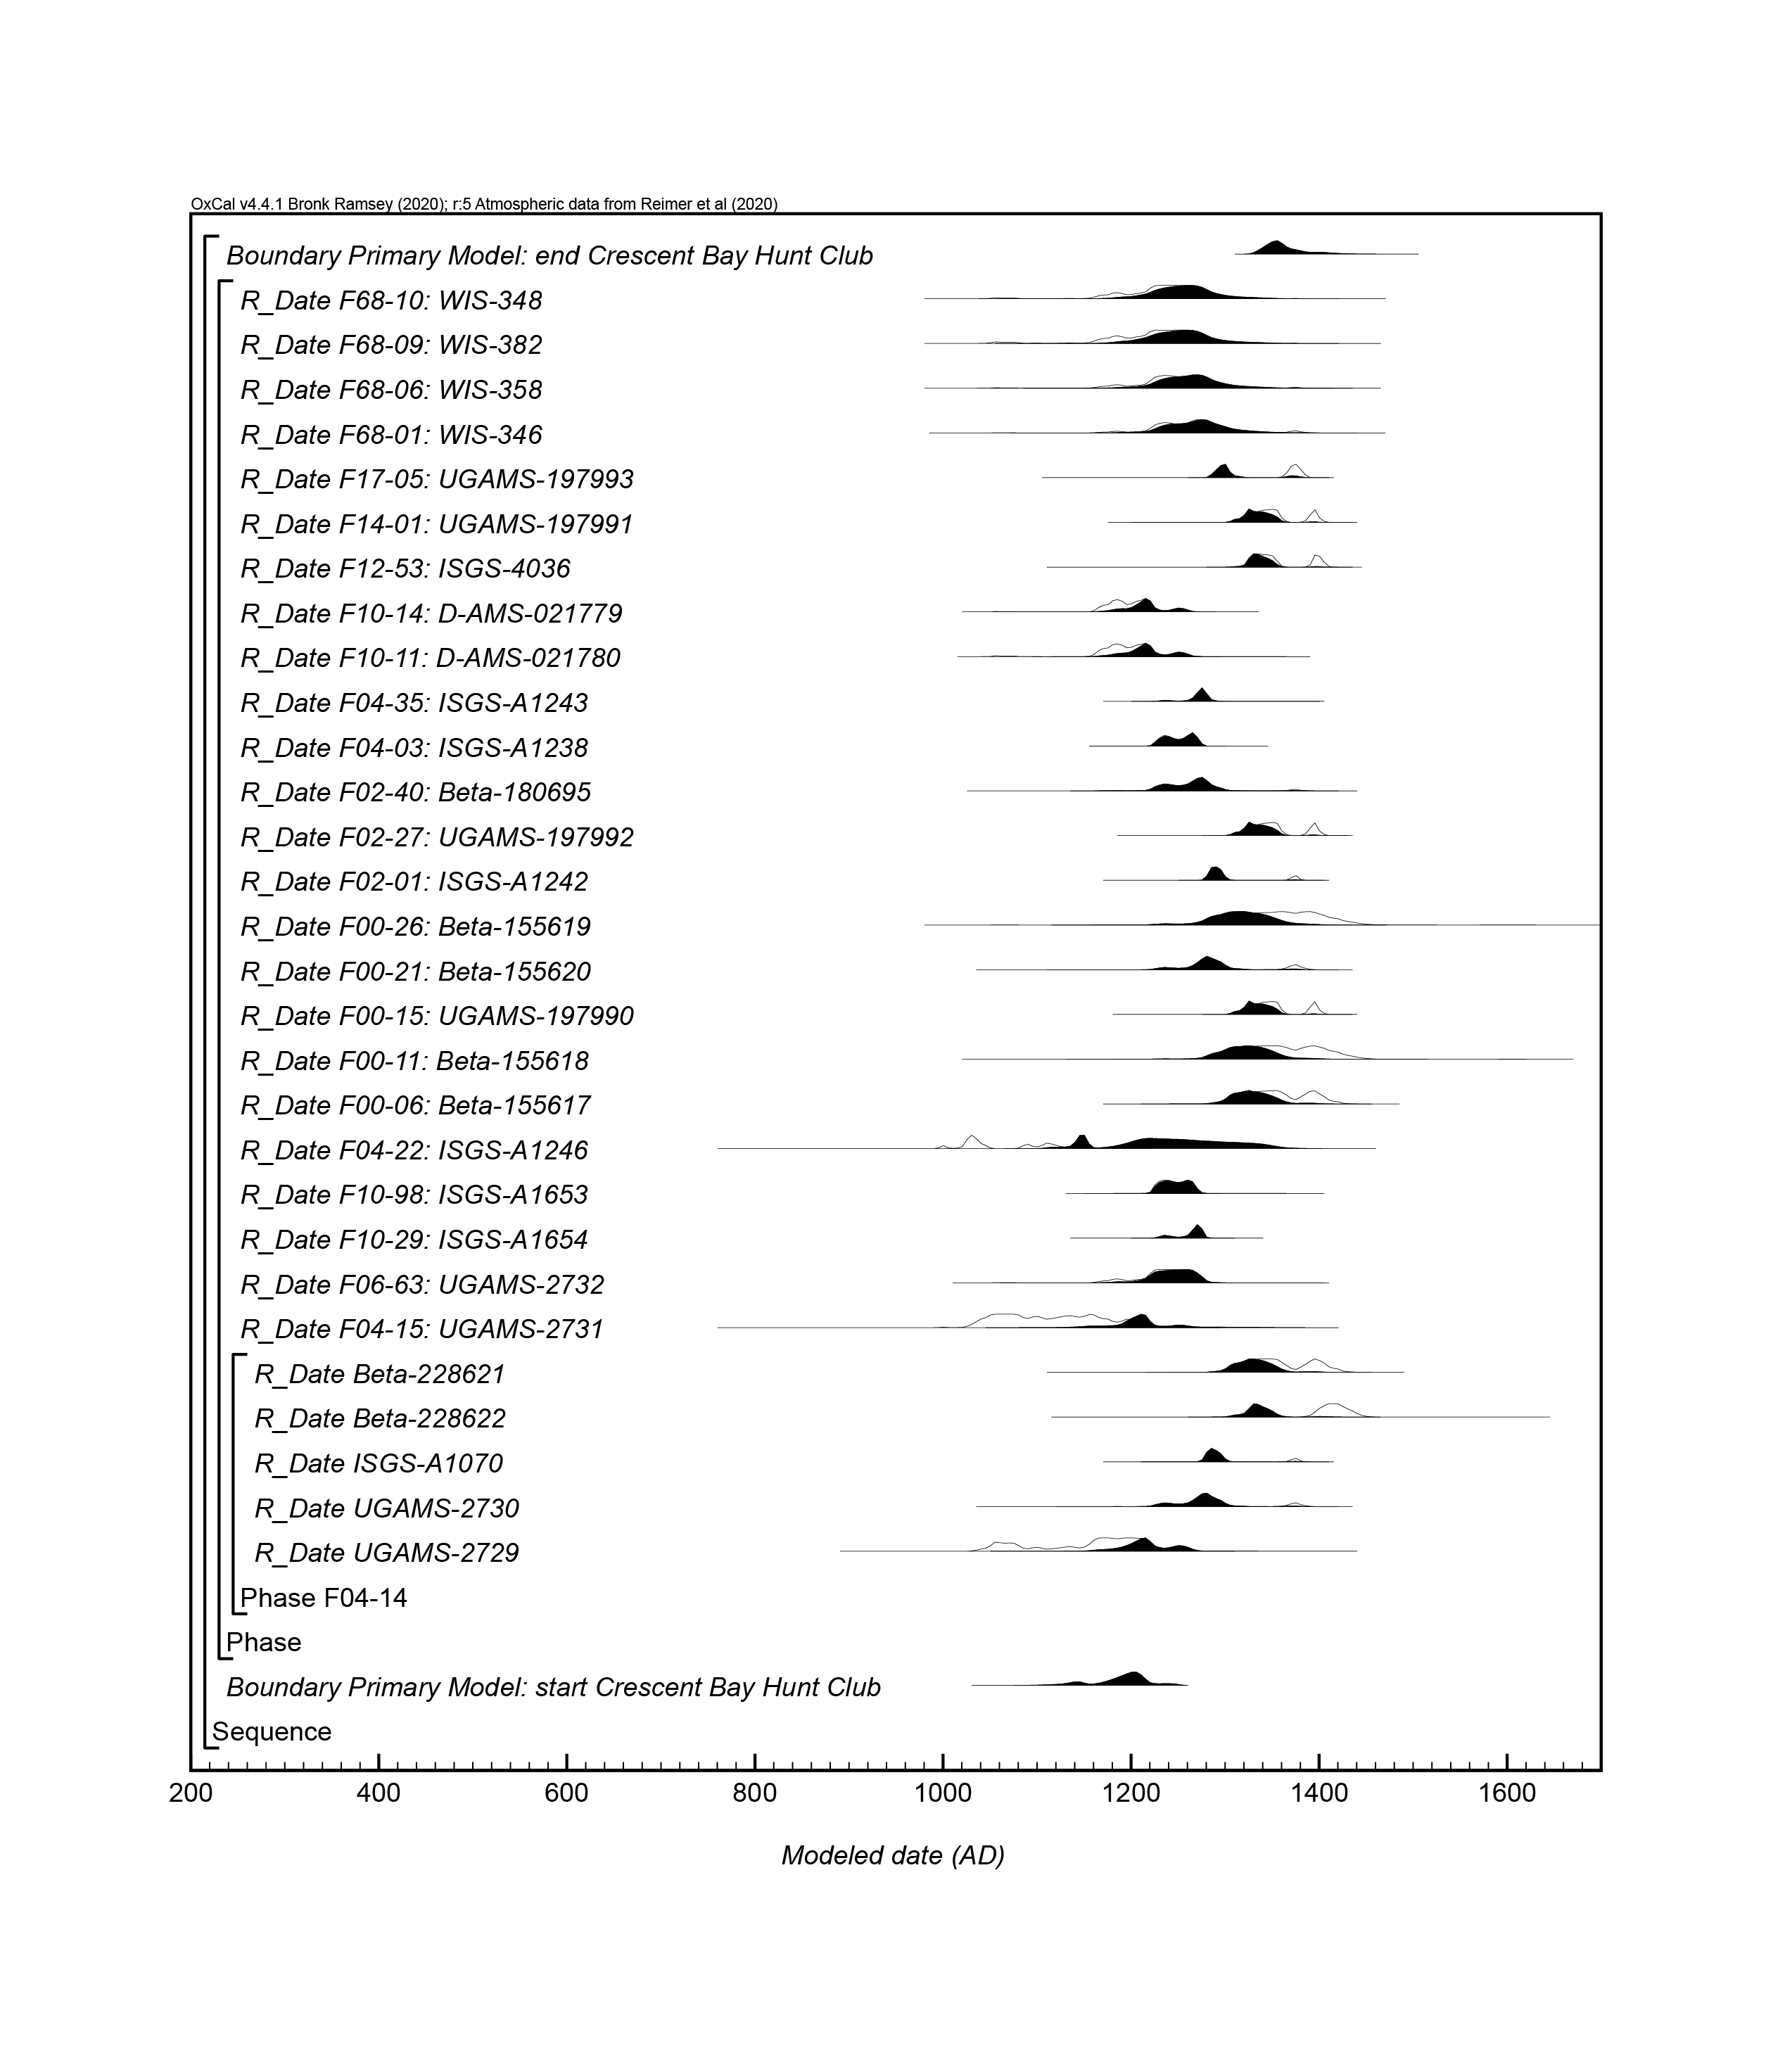 OxCal v4.4.1 Bronk Ramsey (2020); r:5 Atmospheric data from Reimer et al (2020)
Boundary Primary Model: end Crescent Bay Hunt Club
R_Date F68-10: WIS-348
R_Date F68-09: WIS-382
R_Date F68-06: WIS-358
R_Date F68-01: WIS-346
R_Date F17-05: UGAMS-197993
R_Date F14-01: UGAMS-197991
R_Date F12-53: ISGS-4036
R_Date F10-14: D-AMS-021779
R_Date F10-11: D-AMS-021780
R_Date F04-35: ISGS-A1243
R_Date F04-03: ISGS-A1238
R_Date F02-40: Beta-180695
R_Date F02-27: UGAMS-197992
R_Date F02-01: ISGS-A1242
R_Date F00-26: Beta-155619
R_Date F00-21: Beta-155620
R_Date F00-15: UGAMS-197990
R_Date F00-11: Beta-155618
R_Date F00-06: Beta-155617
R_Date F04-22: ISGS-A1246
R_Date F10-98: ISGS-A1653
R_Date F10-29: ISGS-A1654
R_Date F06-63: UGAMS-2732
R_Date F04-15: UGAMS-2731
R_Date Beta-228621
R_Date Beta-228622
R_Date ISGS-A1070
R_Date UGAMS-2730
R_Date UGAMS-2729
Phase F04-14
Phase
Boundary Primary Model: start Crescent Bay Hunt Club
Sequence
200 400 600 800 1000 1200 1400 1600
Modeled date (AD)